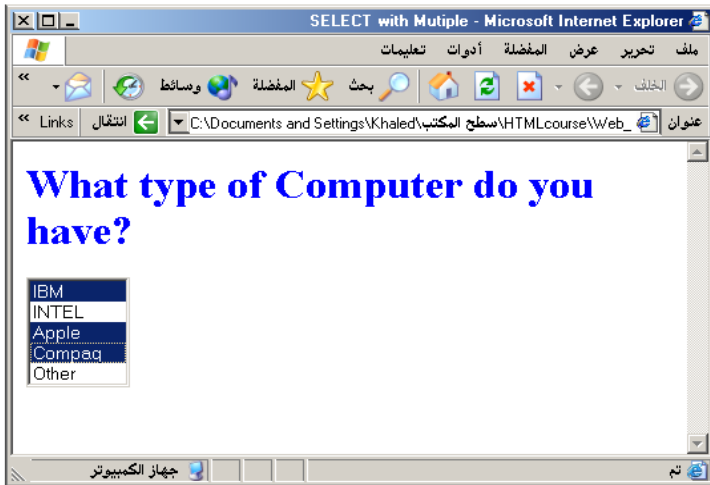 SELECT with Mutiple - Microsoft Internet Explorer
ملف تحرير عرض المفضلة أدوات تعليمات
الخلف بحث المفضلة وسائط »
عنوان C:\Documents and Settings\Khaled\سطح المكتب\HTMLcourse\Web_ انتقال Links »
What type of Computer do you
have?
IBM
INTEL
Apple
Compaq
Other
تم جهاز الكمبيوتر